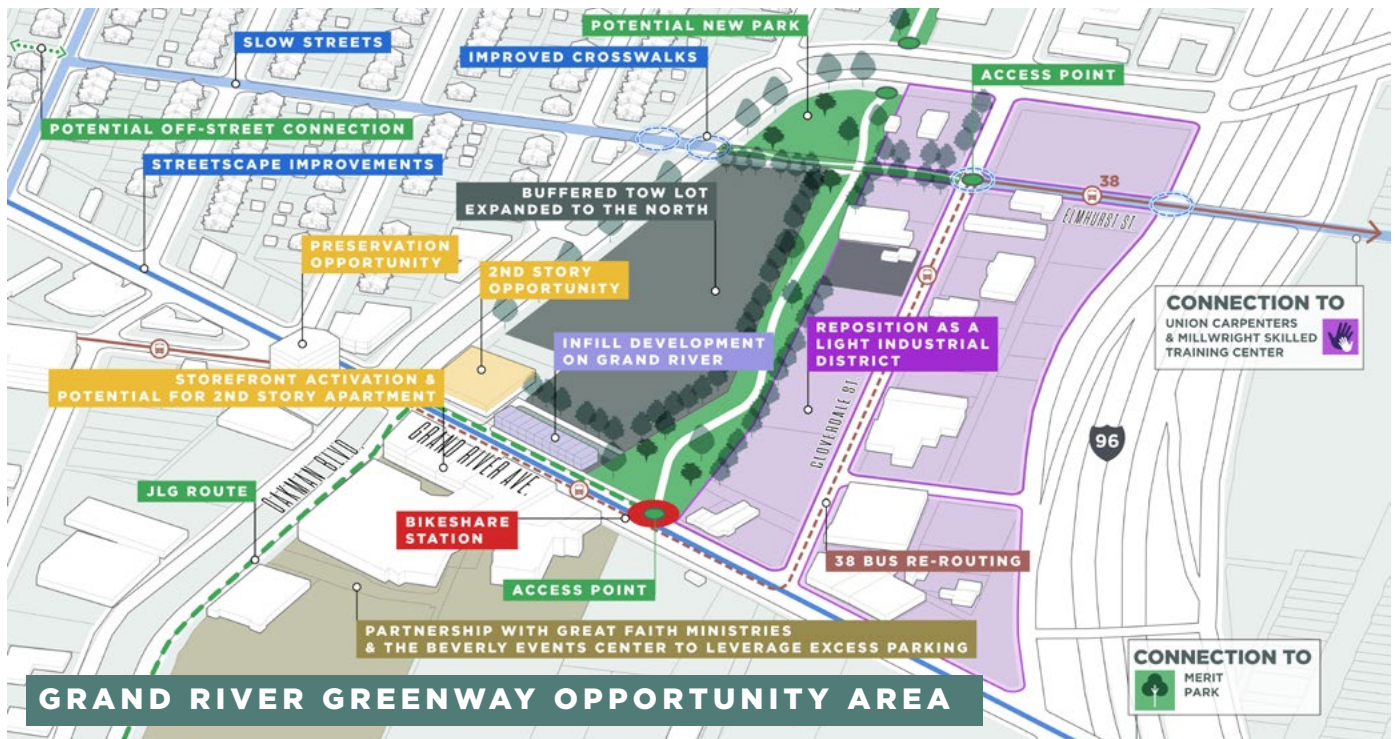 POTENTIAL NEW PARK
SLOW STREETS
IMPROVED CROSSWALKS
ACCESS POINT
POTENTIAL OFF-STREET CONNECTION
STREETSCAPE IMPROVEMENTS
BUFFERED TOW LOT
EXPANDED TO THE NORTH
38
ELMHURST ST.
PRESERVATION
OPPORTUNITY
2ND STORY
OPPORTUNITY
CONNECTION TO
UNION CARPENTERS
& MILLWRIGHT SKILLED
TRAINING CENTER
INFILL DEVELOPMENT
ON GRAND RIVER
REPOSITION AS A
LIGHT INDUSTRIAL
DISTRICT
STOREFRONT ACTIVATION &
POTENTIAL FOR 2ND STORY APARTMENT
GRAND RIVER AVE.
OAKMAN BLVD.
CLOVERDALE ST.
96
JLG ROUTE
BIKESHARE
STATION
38 BUS RE-ROUTING
ACCESS POINT
PARTNERSHIP WITH GREAT FAITH MINISTRIES
& THE BEVERLY EVENTS CENTER TO LEVERAGE EXCESS PARKING
CONNECTION TO
MERIT
PARK
GRAND RIVER GREENWAY OPPORTUNITY AREA